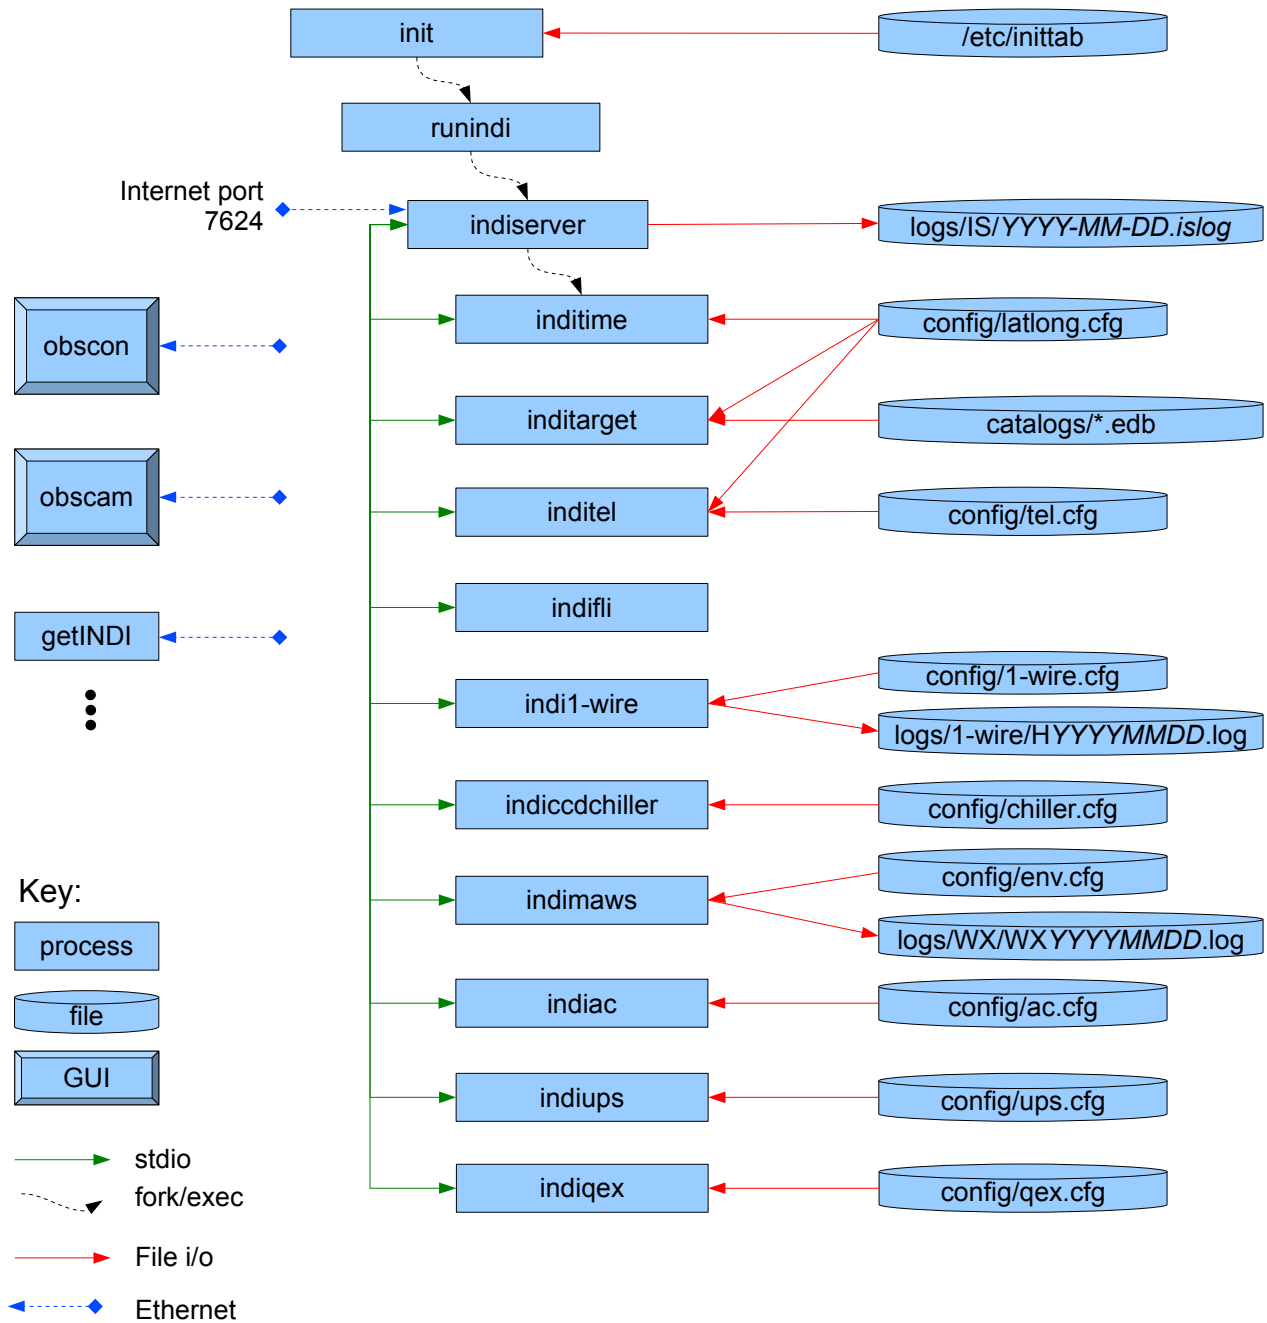 init
/etc/inittab
runindi
Internet port
7624
indiserver
logs/IS/YYYY-MM-DD.islog
inditime
config/latlong.cfg
obscon
inditarget
catalogs/*.edb
obscam
inditel
config/tel.cfg
indifli
getINDI
config/1-wire.cfg
indi1-wire
logs/1-wire/HYYYYMMDD.log
indiccdchiller
config/chiller.cfg
config/env.cfg
indimaws
logs/WX/WXYYYYMMDD.log
indiac
config/ac.cfg
indiups
config/ups.cfg
indiqex
config/qex.cfg
Key:
process
file
GUI
stdio
fork/exec
File i/o
Ethernet